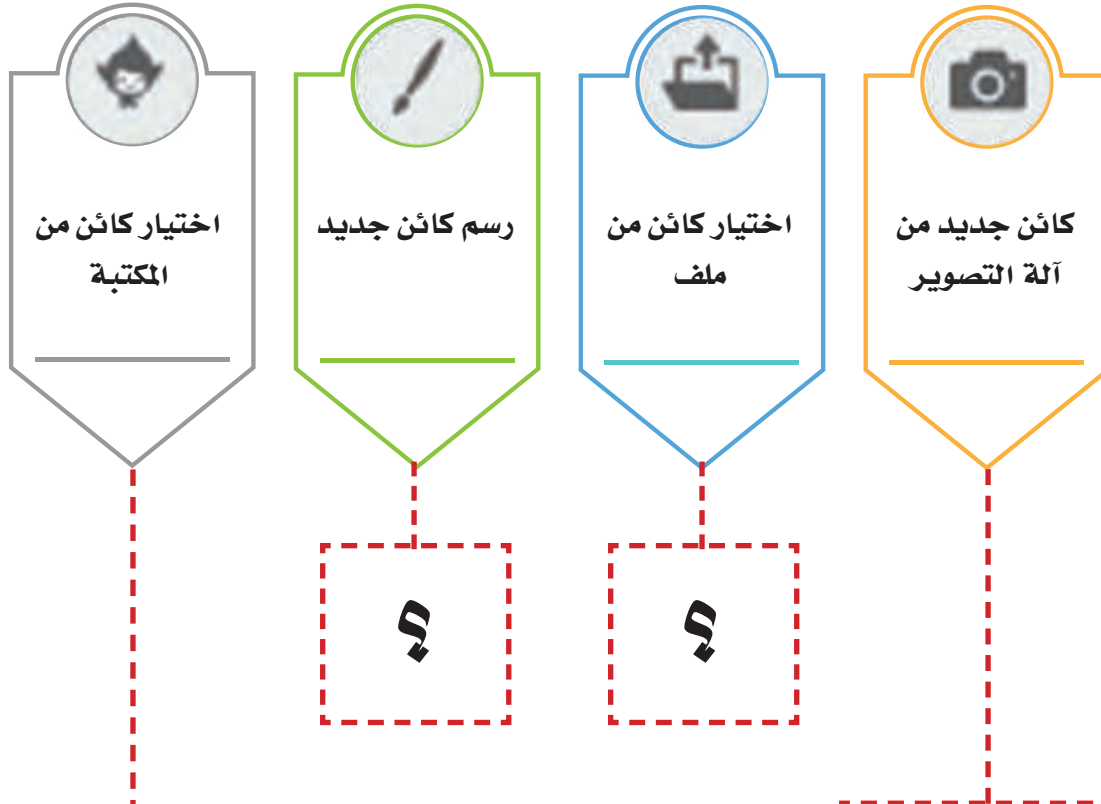 كائن جديد من
آلة التصوير
اختيار كائن من
ملف
رسم كائن جديد
اختيار كائن من
المكتبة
؟
؟